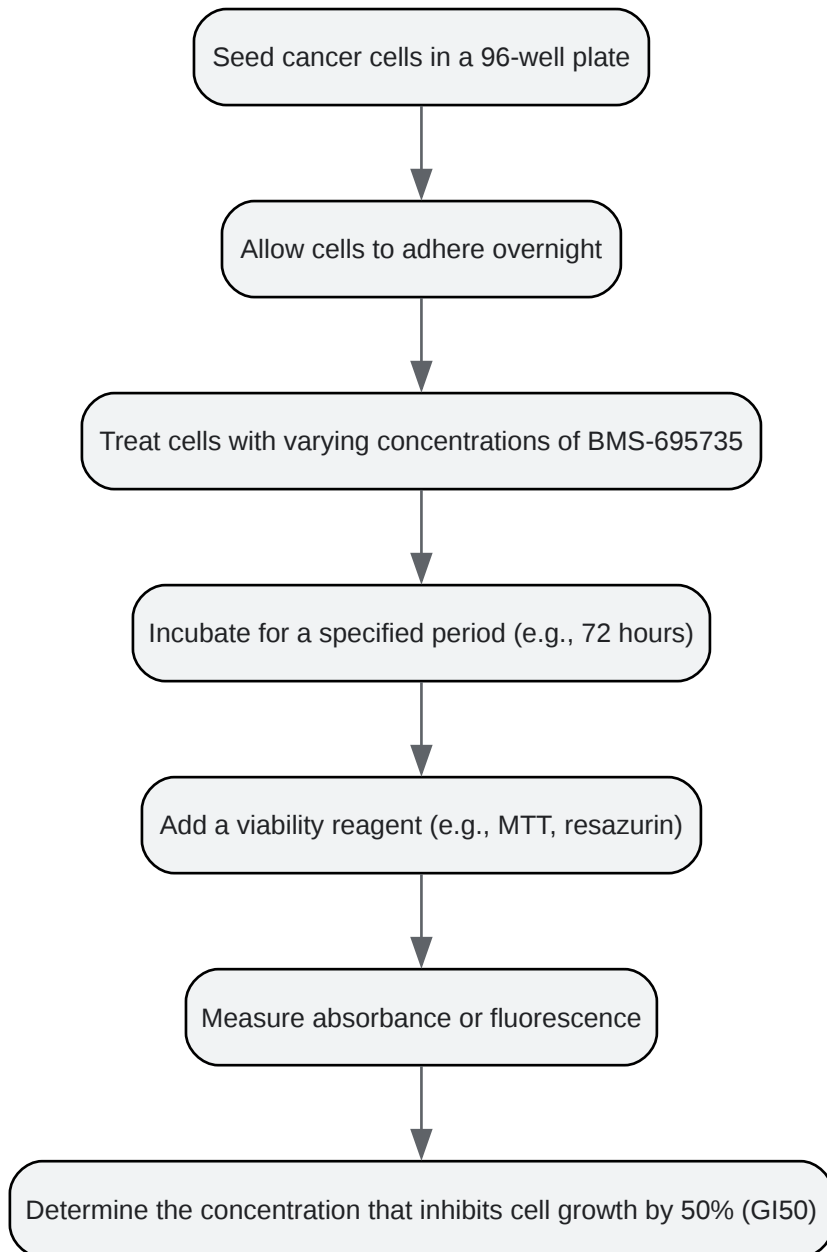 Seed cancer cells in a 96-well plate
Allow cells to adhere overnight
Treat cells with varying concentrations of BMS-695735
Incubate for a specified period (e.g., 72 hours)
Add a viability reagent (e.g., MTT, resazurin)
Measure absorbance or fluorescence
Determine the concentration that inhibits cell growth by 50% (GI50)